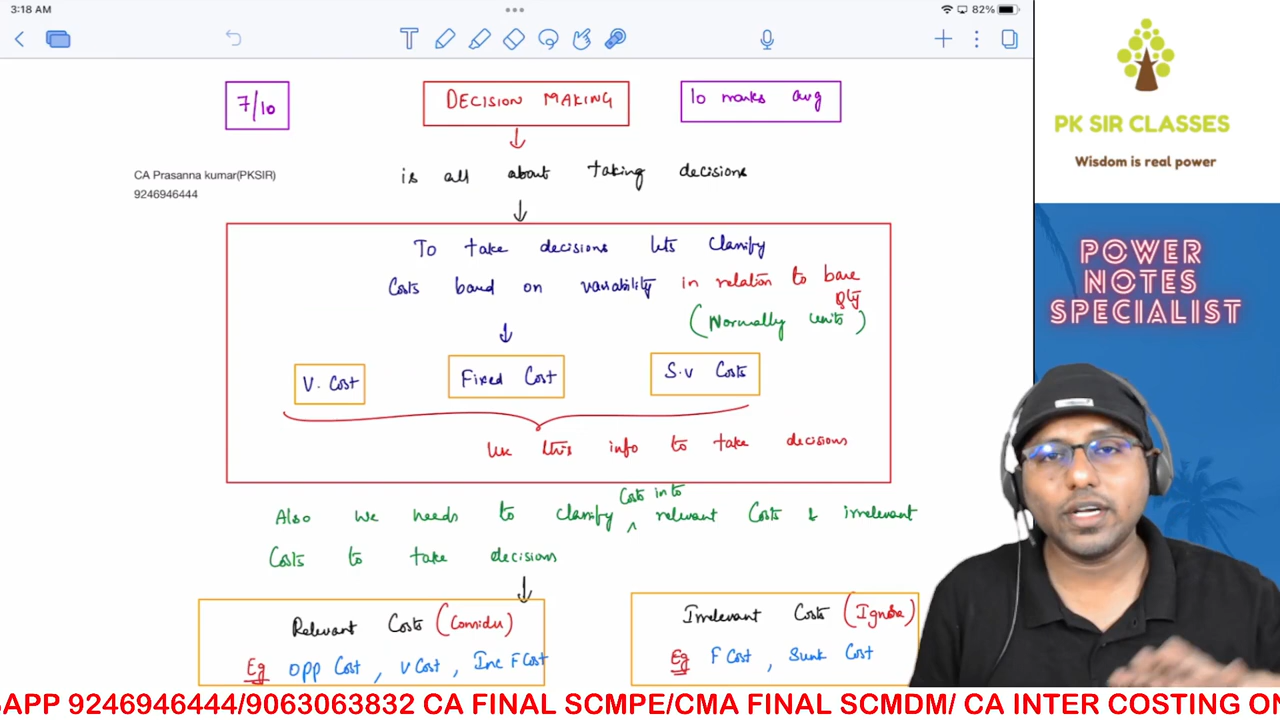 3:18 AM
82%
7/10
DECISION MAKING
10 marks avg
CA Prasanna kumar(PKSIR)
9246946444
is all about taking decisions
To take decisions lets Classify
Costs based on variability in relation to base
Qty
(Normally units)
V. Cost
Fixed Cost
S.V Costs
Use this info to take decisions
Costs into
Also We needs to classify ^ relevant Costs & irrelevant
Costs to take decisions
Relevant Costs (Consider)
Eg Opp Cost, V Cost, Inc F Cost
Irrelevant Costs (Ignore)
Eg F Cost, Sunk Cost
PK SIR CLASSES
Wisdom is real power
POWER
NOTES
SPECIALIST
SAPP 9246946444/9063063832 CA FINAL SCMPE/CMA FINAL SCMDM/ CA INTER COSTING ON